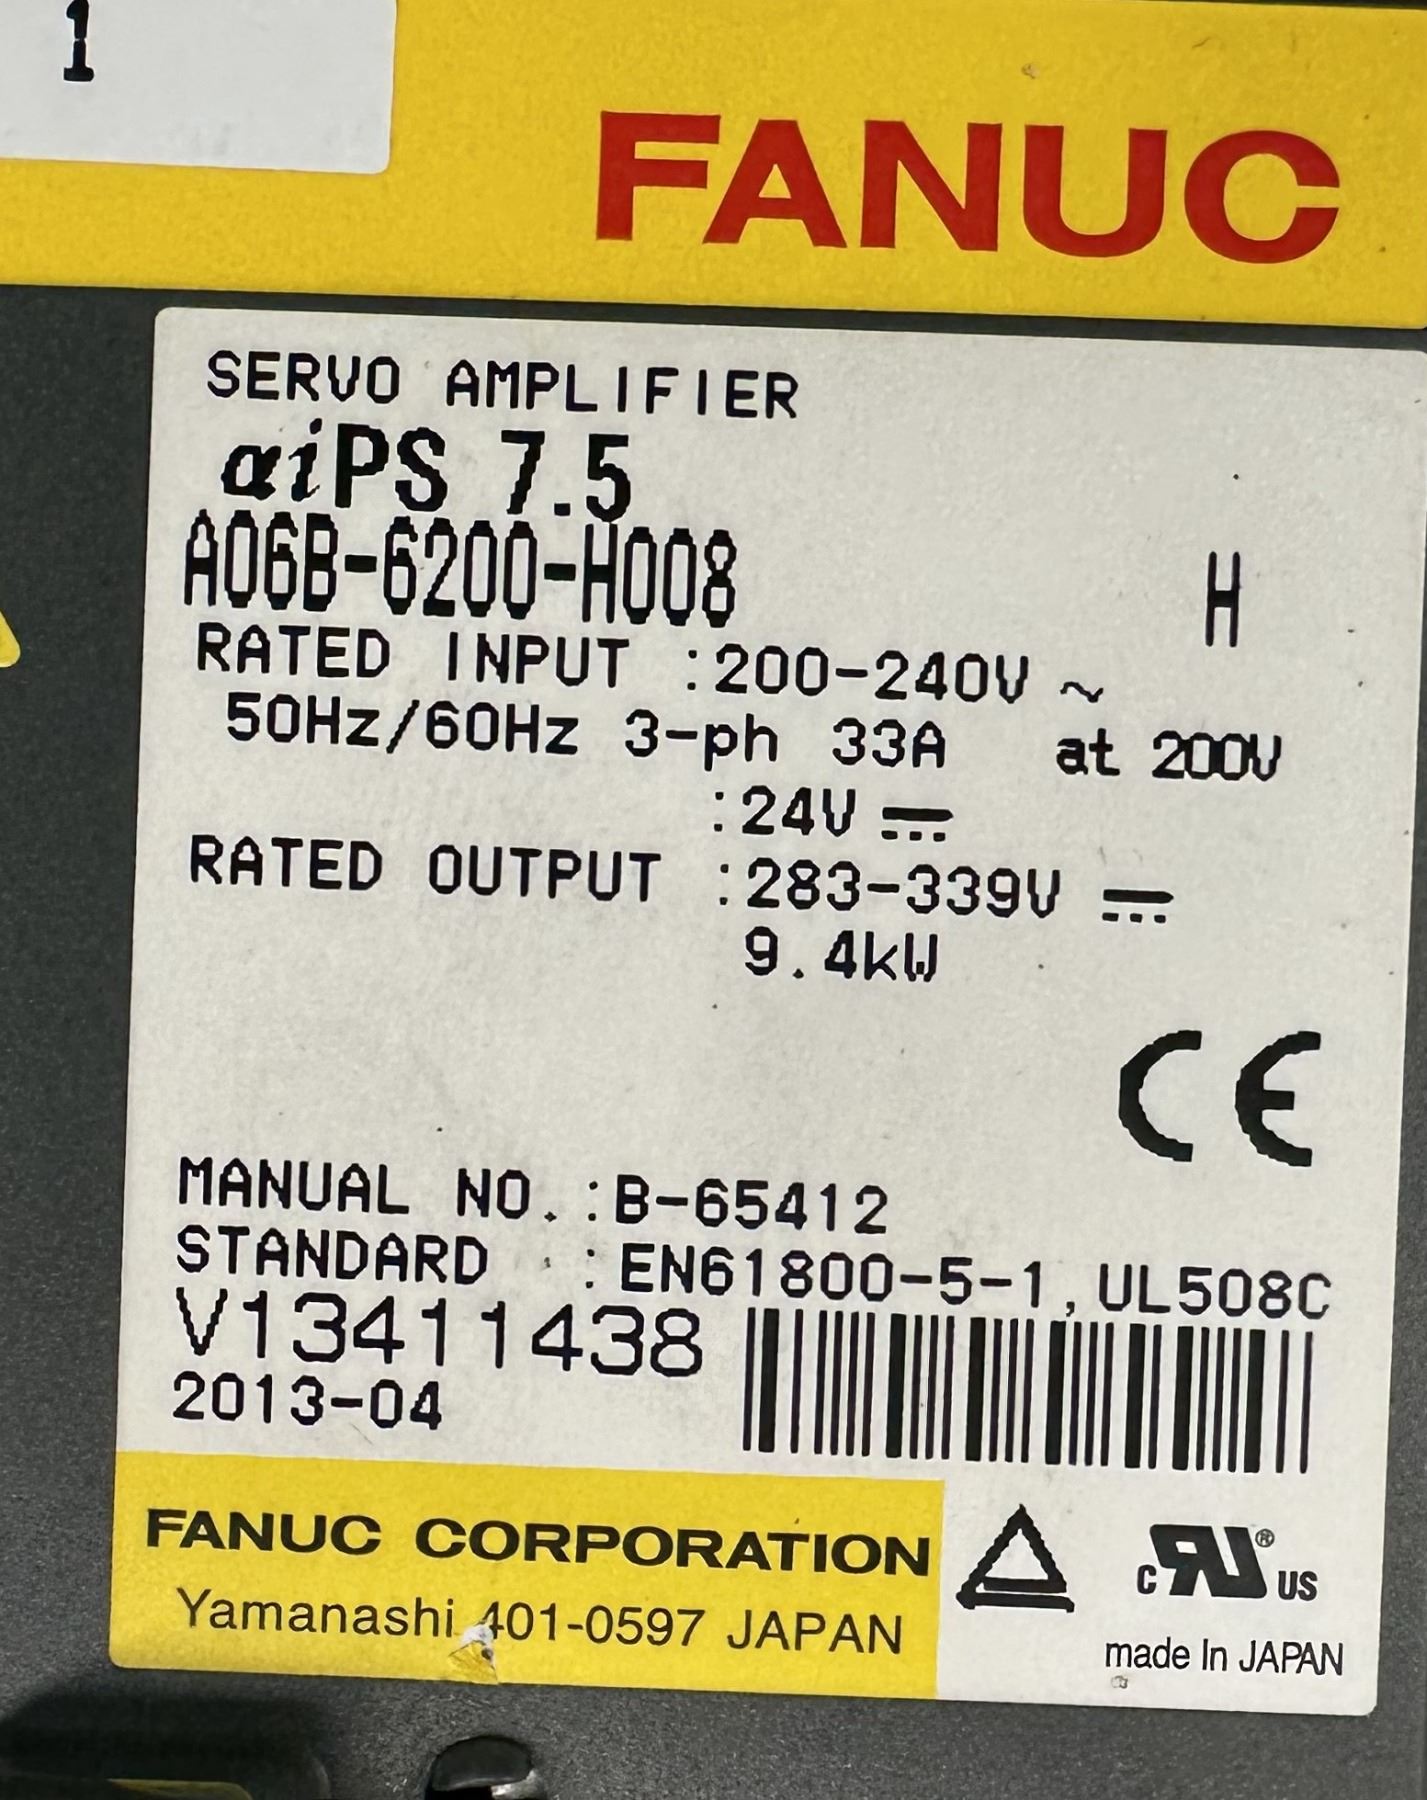 1
FANUC
SERVO AMPLIFIER
αiPS 7.5
A06B-6200-H008 H
RATED INPUT :200-240V ~
50Hz/60Hz 3-ph 33A at 200V
:24V ⎓
RATED OUTPUT :283-339V ⎓
9.4kW
CE
MANUAL NO. :B-65412
STANDARD :EN61800-5-1, UL508C
V13411438
2013-04
FANUC CORPORATION
Yamanashi 401-0597 JAPAN
c RU ® US
made In JAPAN